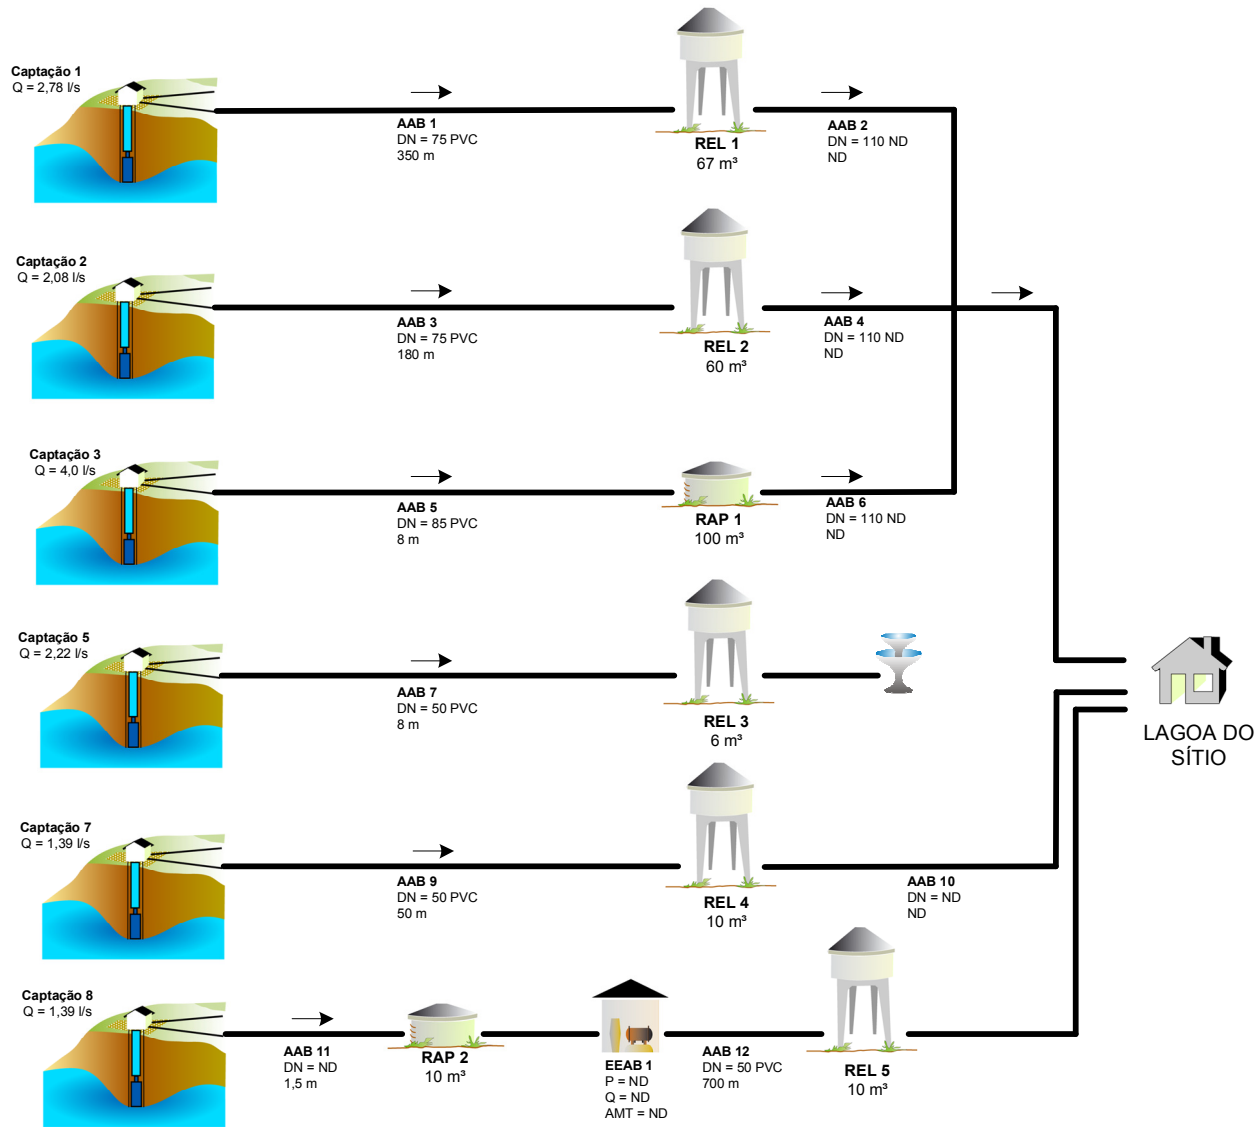 Captação 1
Q = 2,78 l/s
AAB 1
DN = 75 PVC
350 m
REL 1
67 m³
AAB 2
DN = 110 ND
ND
Captação 2
Q = 2,08 l/s
AAB 3
DN = 75 PVC
180 m
REL 2
60 m³
AAB 4
DN = 110 ND
ND
Captação 3
Q = 4,0 l/s
AAB 5
DN = 85 PVC
8 m
RAP 1
100 m³
AAB 6
DN = 110 ND
ND
Captação 5
Q = 2,22 l/s
AAB 7
DN = 50 PVC
8 m
REL 3
6 m³
LAGOA DO
SÍTIO
Captação 7
Q = 1,39 l/s
AAB 9
DN = 50 PVC
50 m
REL 4
10 m³
AAB 10
DN = ND
ND
Captação 8
Q = 1,39 l/s
AAB 11
DN = ND
1,5 m
RAP 2
10 m³
EEAB 1
P = ND
Q = ND
AMT = ND
AAB 12
DN = 50 PVC
700 m
REL 5
10 m³